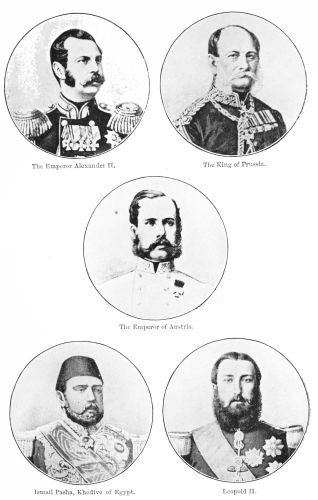 The Emperor Alexander II.
The King of Prussia.
The Emperor of Austria.
Ismail Pasha, Khedive of Egypt.
Leopold II.